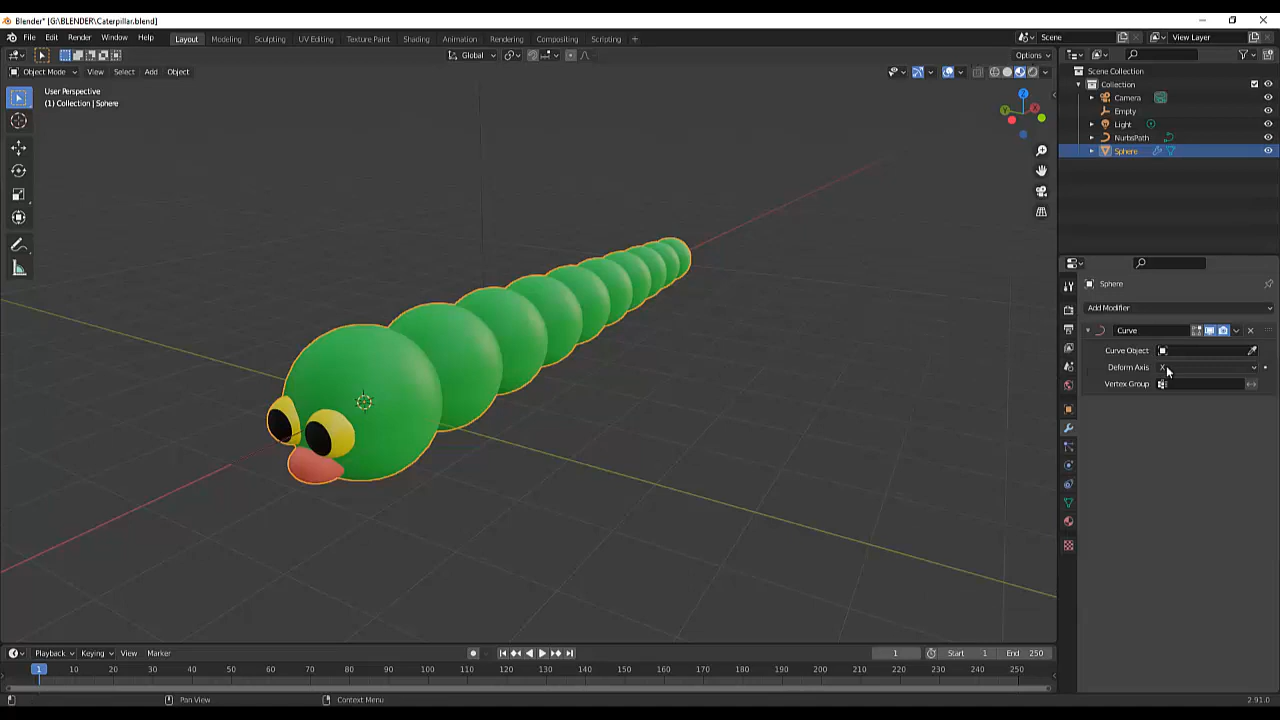 Blender* [G:\BLENDER\Caterpillar.blend]
File Edit Render Window Help Layout Modeling Sculpting UV Editing Texture Paint Shading Animation Rendering Compositing Scripting + Scene View Layer
Global Options
Object Mode View Select Add Object
User Perspective
(1) Collection | Sphere
Z
X
Y
Scene Collection
Collection
Camera
Empty
Light
NurbsPath
Sphere
Sphere
Add Modifier
Curve
Curve Object
Deform Axis X
Vertex Group
Playback Keying View Marker 1 Start 1 End 250
1 10 20 30 40 50 60 70 80 90 100 110 120 130 140 150 160 170 180 190 200 210 220 230 240 250
Pan View Context Menu 2.91.0